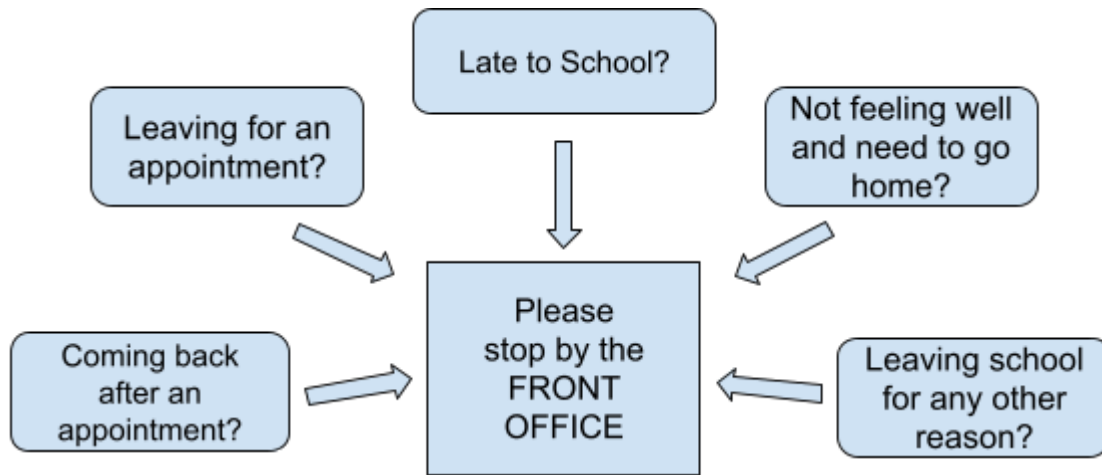 Late to School?
Leaving for an
appointment?
Not feeling well
and need to go
home?
Please
stop by the
FRONT
OFFICE
Coming back
after an
appointment?
Leaving school
for any other
reason?